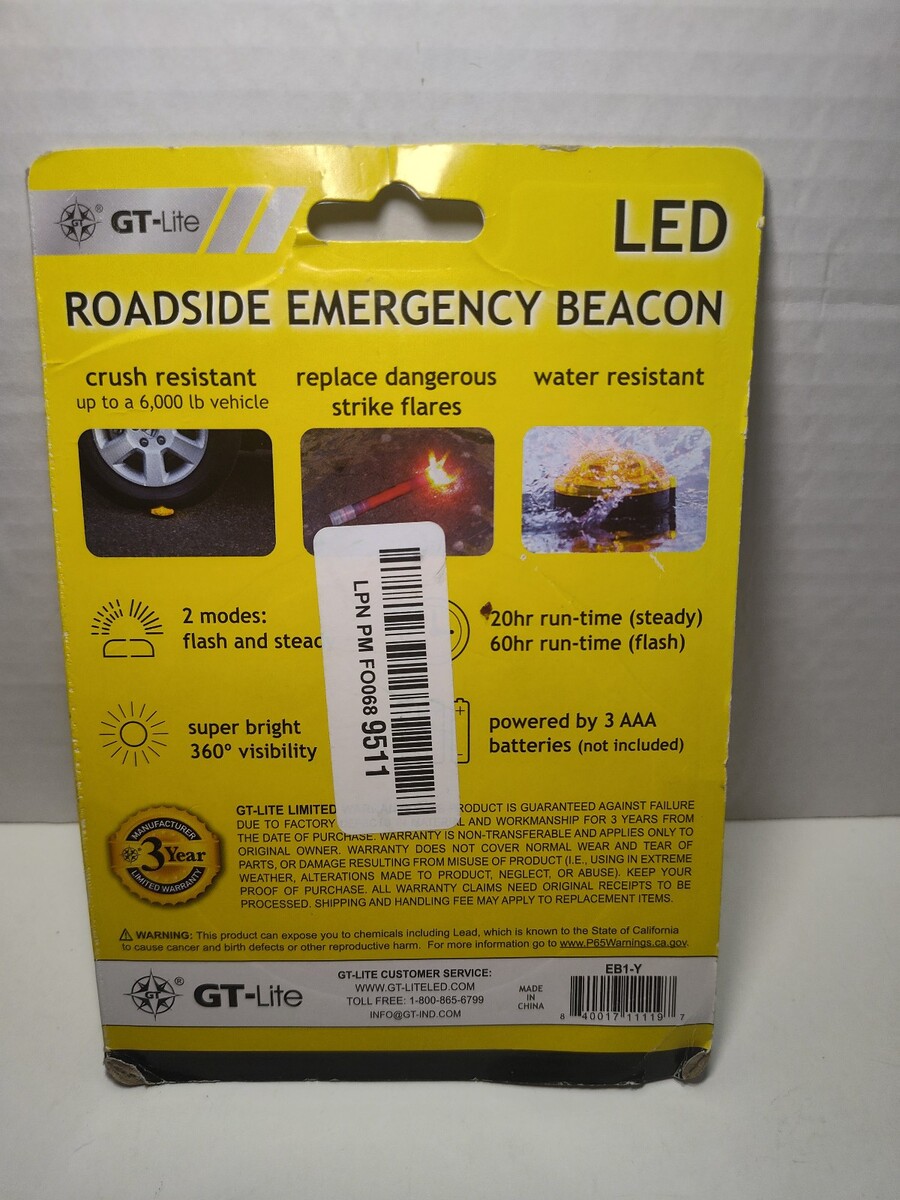 GT-Lite
LED
ROADSIDE EMERGENCY BEACON
crush resistant
up to a 6,000 lb vehicle
replace dangerous
strike flares
water resistant
2 modes:
flash and steady
20hr run-time (steady)
60hr run-time (flash)
super bright
360º visibility
powered by 3 AAA
batteries (not included)
LPN PM FO068 9511
MANUFACTURER
3 Year
LIMITED WARRANTY
GT-LITE LIMITED PRODUCT IS GUARANTEED AGAINST FAILURE
DUE TO FACTORY AND WORKMANSHIP FOR 3 YEARS FROM
THE DATE OF PURCHASE. WARRANTY IS NON-TRANSFERABLE AND APPLIES ONLY TO
ORIGINAL OWNER. WARRANTY DOES NOT COVER NORMAL WEAR AND TEAR OF
PARTS, OR DAMAGE RESULTING FROM MISUSE OF PRODUCT (I.E., USING IN EXTREME
WEATHER, ALTERATIONS MADE TO PRODUCT, NEGLECT, OR ABUSE). KEEP YOUR
PROOF OF PURCHASE. ALL WARRANTY CLAIMS NEED ORIGINAL RECEIPTS TO BE
PROCESSED. SHIPPING AND HANDLING FEE MAY APPLY TO REPLACEMENT ITEMS.
WARNING: This product can expose you to chemicals including Lead, which is known to the State of California
to cause cancer and birth defects or other reproductive harm. For more information go to www.P65Warnings.ca.gov.
GT
GT-Lite
GT-LITE CUSTOMER SERVICE:
WWW.GT-LITELED.COM
TOLL FREE: 1-800-865-6799
INFO@GT-IND.COM
MADE
IN
CHINA
EB1-Y
8 40017 11119 7